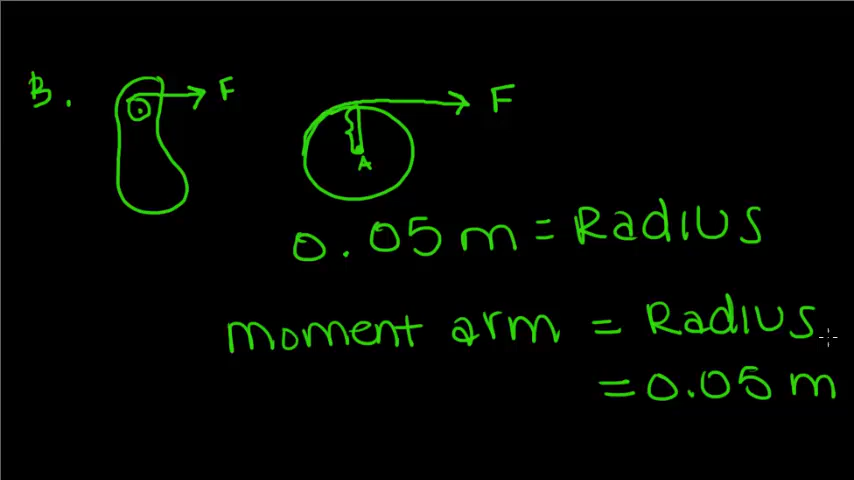 B.
F
F
A
0.05 m = Radius
moment arm = Radius
= 0.05 m